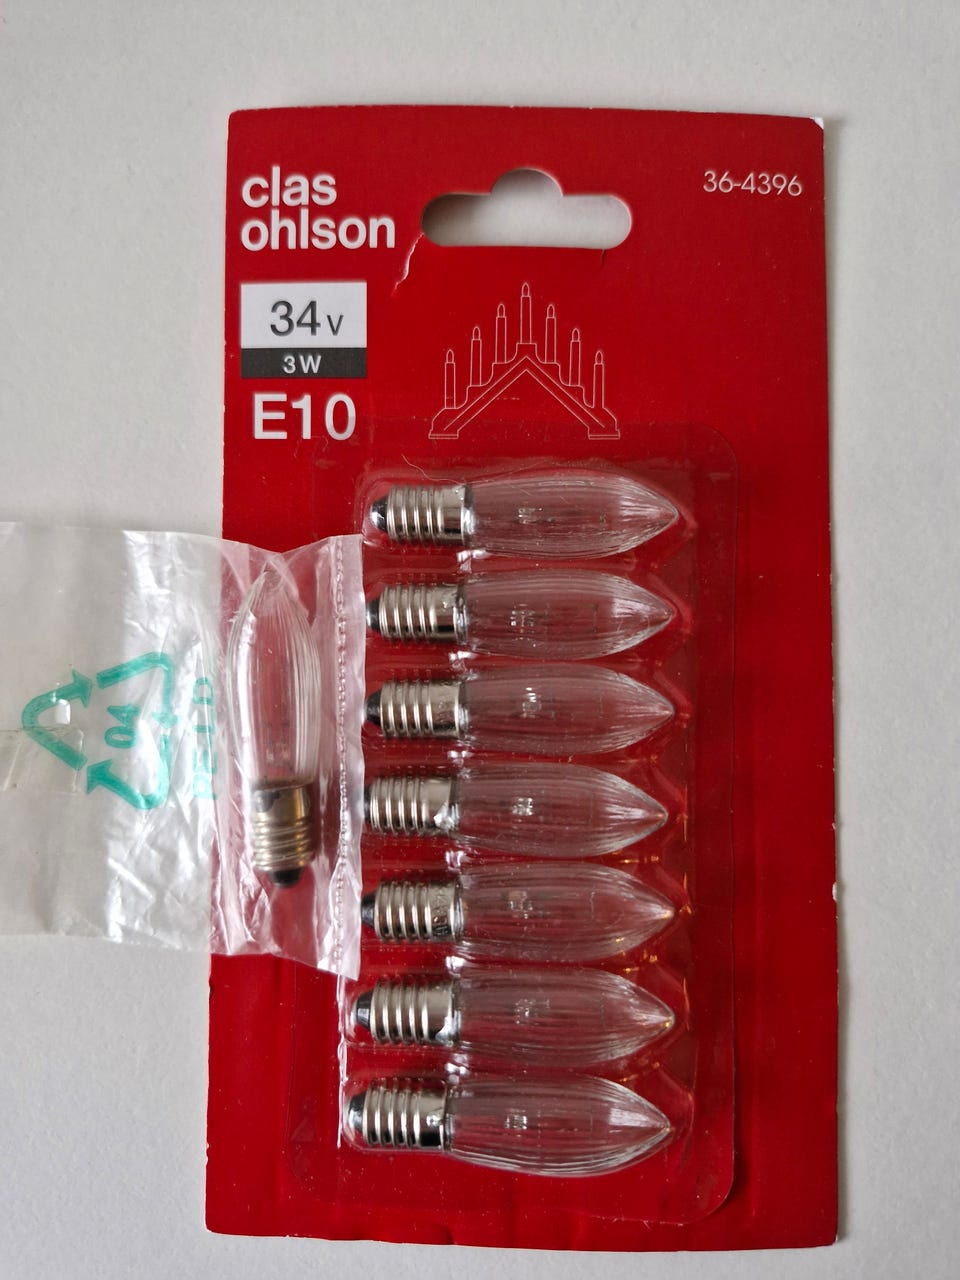 clas
ohlson
36-4396
34V
3W
E10
04
PE-LD